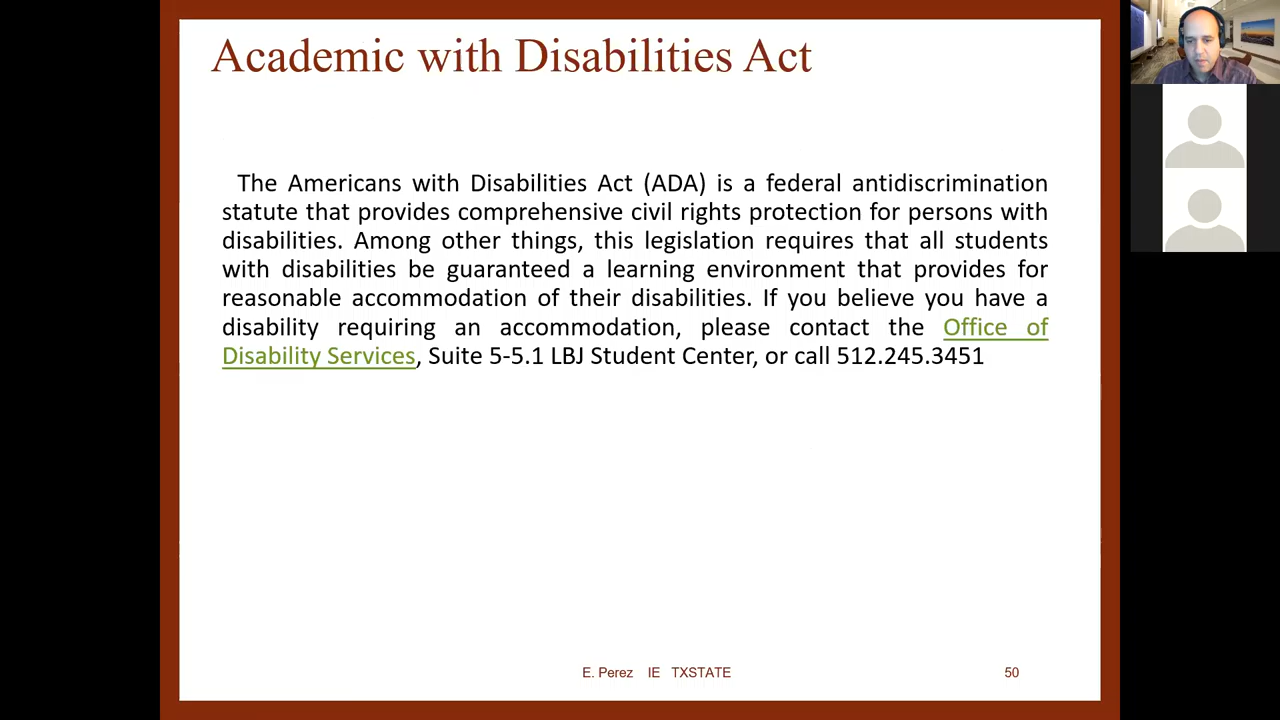 Academic with Disabilities Act
The Americans with Disabilities Act (ADA) is a federal antidiscrimination
statute that provides comprehensive civil rights protection for persons with
disabilities. Among other things, this legislation requires that all students
with disabilities be guaranteed a learning environment that provides for
reasonable accommodation of their disabilities. If you believe you have a
disability requiring an accommodation, please contact the Office of
Disability Services, Suite 5-5.1 LBJ Student Center, or call 512.245.3451
E. Perez IE TXSTATE
50